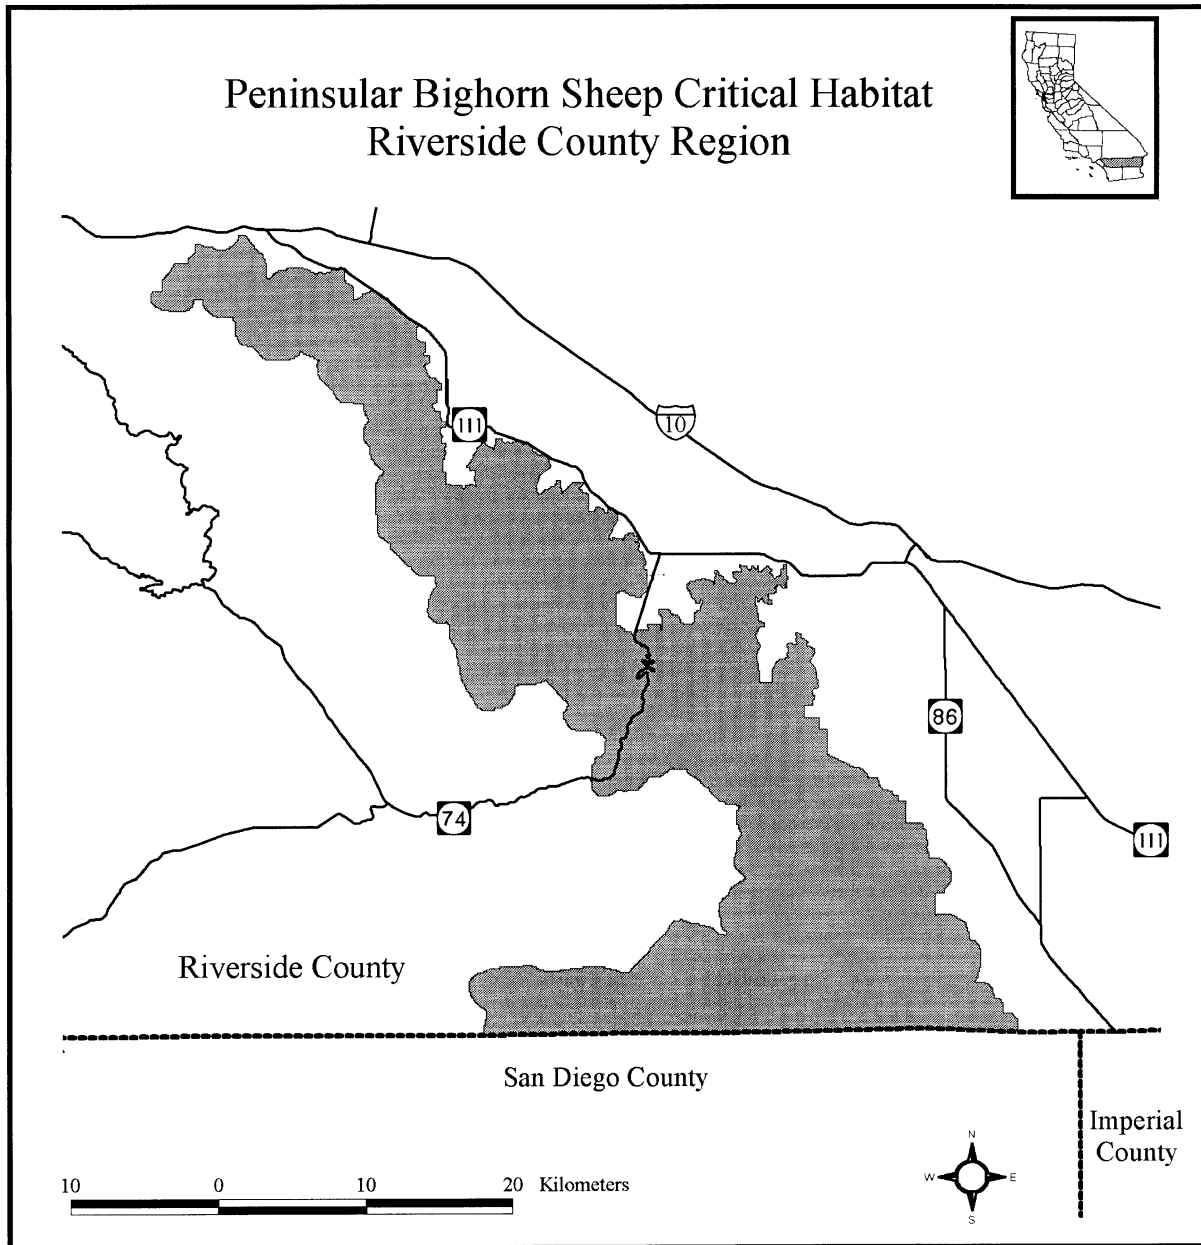 Peninsular Bighorn Sheep Critical Habitat
Riverside County Region
10
111
86
74
111
Riverside County
San Diego County
Imperial
County
N
W E
S
10 0 10 20 Kilometers